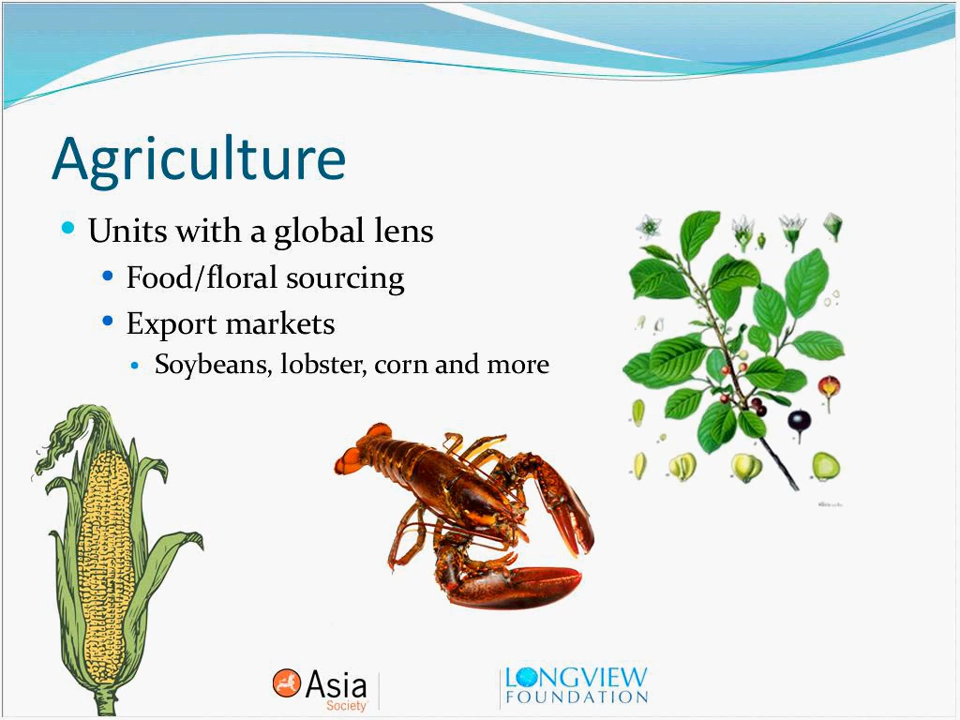 Agriculture
Units with a global lens
Food/floral sourcing
Export markets
Soybeans, lobster, corn and more
Asia
Society
LONGVIEW
FOUNDATION